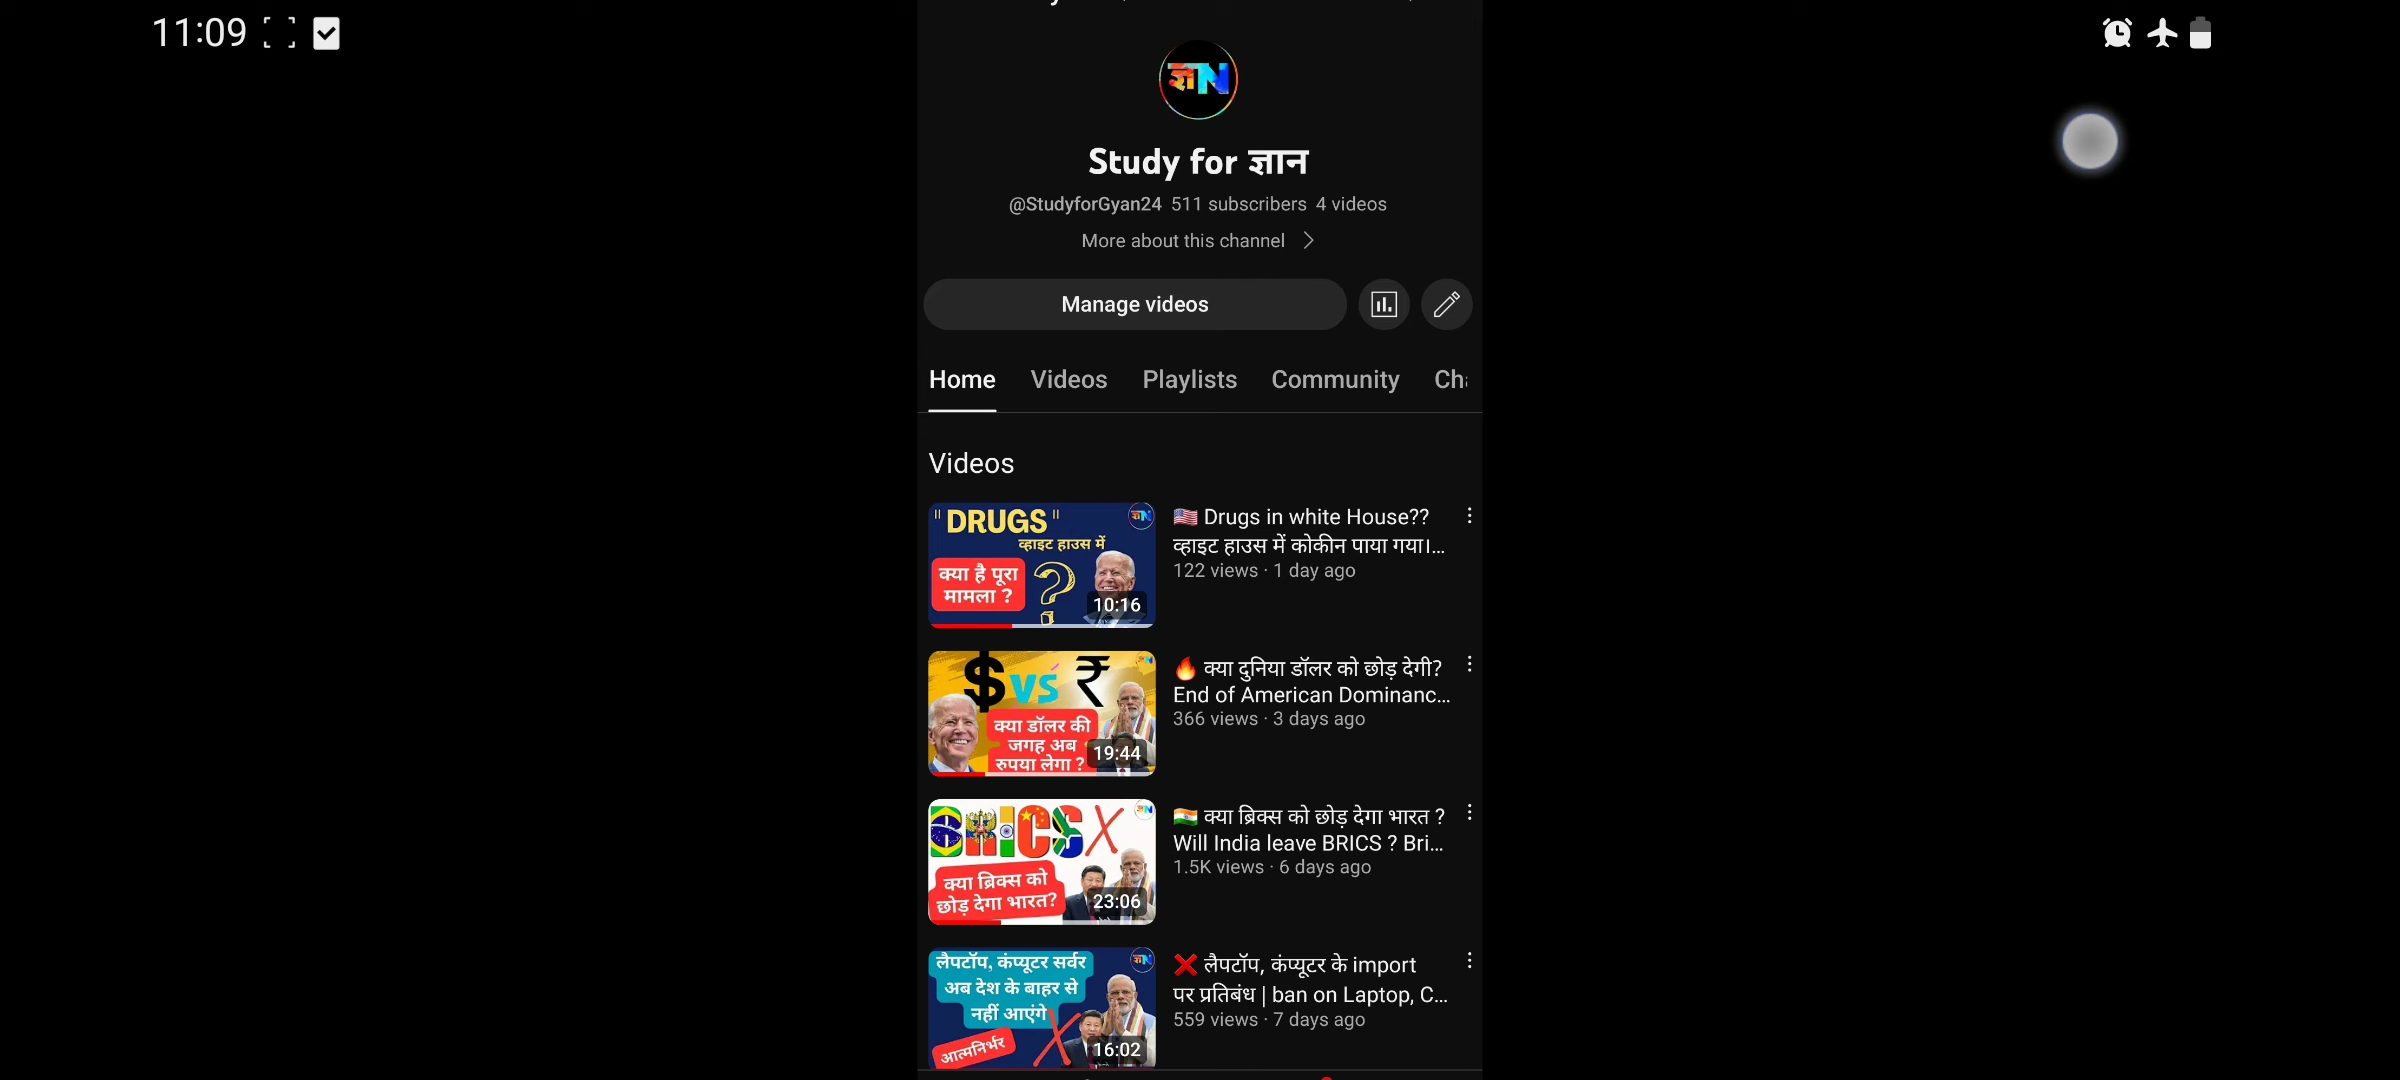 11:09
ज्ञN
Study for ज्ञान
@StudyforGyan24 511 subscribers 4 videos
More about this channel
Manage videos
Home Videos Playlists Community
Videos
"DRUGS"
व्हाइट हाउस में
क्या है पूरा
मामला ?
?
10:16
🇺🇸 Drugs in white House??
व्हाइट हाउस में कोकीन पाया गया।...
122 views · 1 day ago
$ vs ₹
क्या डॉलर की
जगह अब
रुपया लेगा ?
19:44
🔥 क्या दुनिया डॉलर को छोड़ देगी?
End of American Dominanc...
366 views · 3 days ago
BRICS
क्या ब्रिक्स को
छोड़ देगा भारत?
23:06
🇮🇳 क्या ब्रिक्स को छोड़ देगा भारत ?
Will India leave BRICS ? Bri...
1.5K views · 6 days ago
लैपटॉप, कंप्यूटर सर्वर
अब देश के बाहर से
नहीं आएंगे
आत्मनिर्भर
16:02
❌ लैपटॉप, कंप्यूटर के import
पर प्रतिबंध | ban on Laptop, C...
559 views · 7 days ago